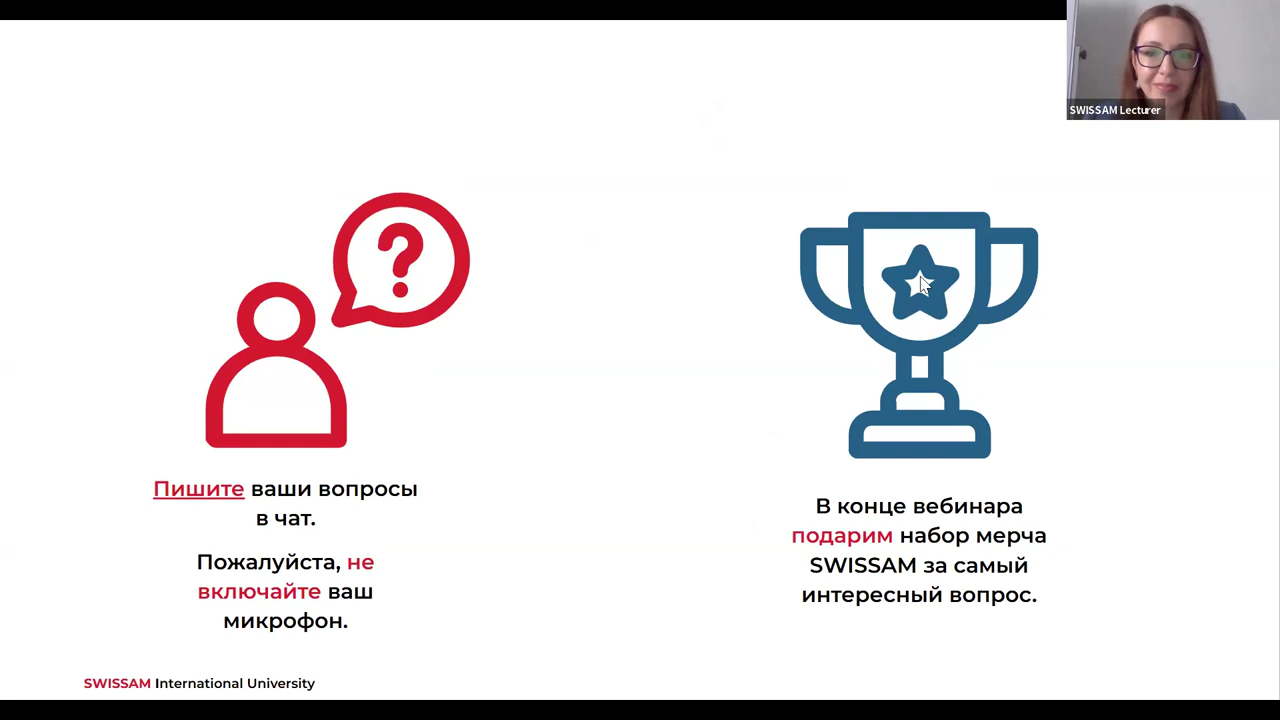 SWISSAM Lecturer
?
Пишите ваши вопросы
в чат.
Пожалуйста, не
включайте ваш
микрофон.
В конце вебинара
подарим набор мерча
SWISSAM за самый
интересный вопрос.
SWISSAM International University